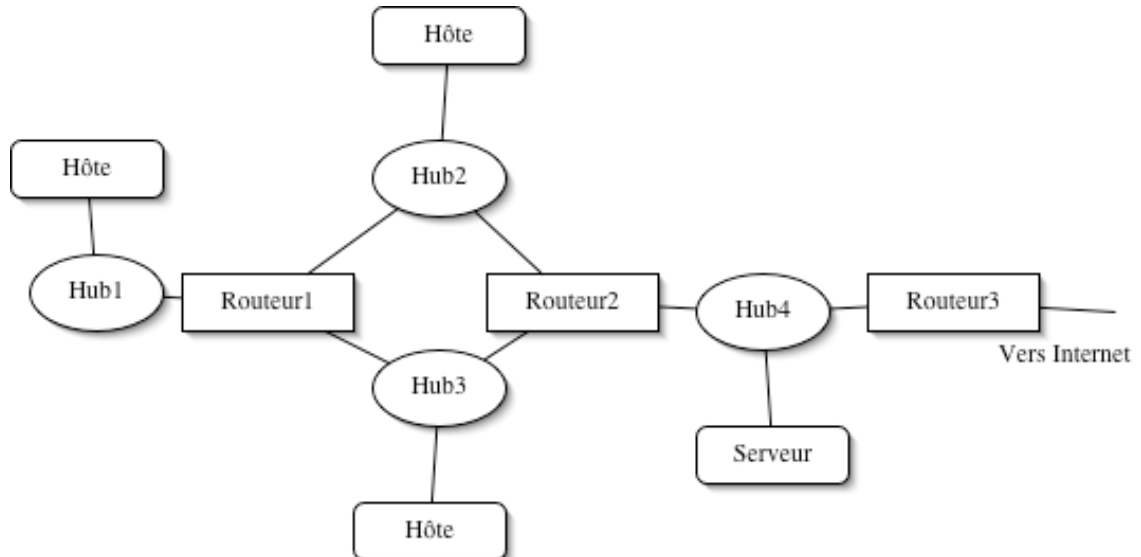 Hôte
Hôte
Hub2
Hub1
Routeur1
Routeur2
Hub4
Routeur3
Vers Internet
Hub3
Serveur
Hôte